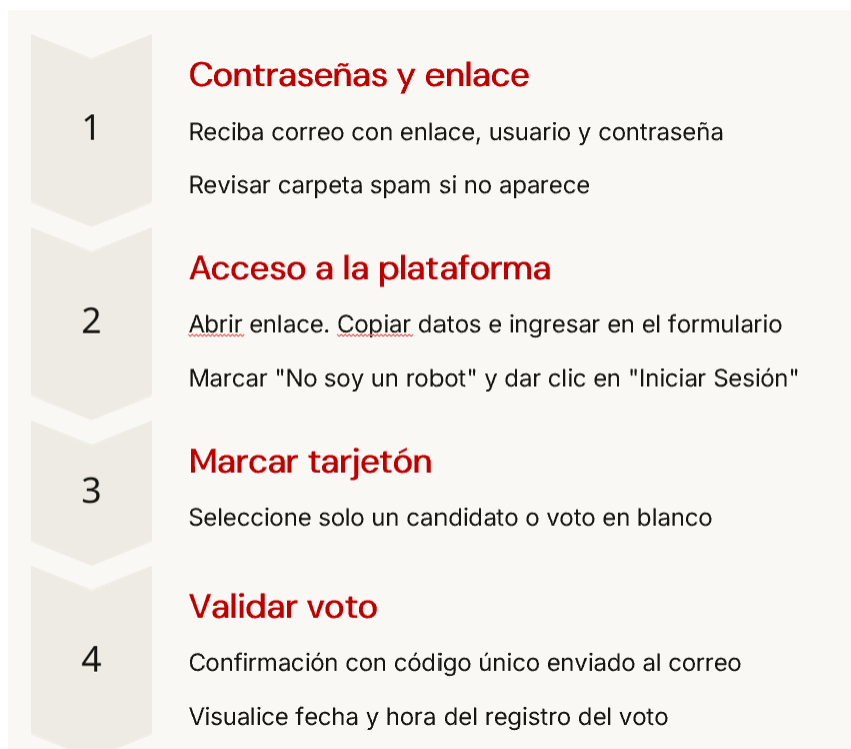 1
Contraseñas y enlace
Reciba correo con enlace, usuario y contraseña
Revisar carpeta spam si no aparece
2
Acceso a la plataforma
Abrir enlace. Copiar datos e ingresar en el formulario
Marcar "No soy un robot" y dar clic en "Iniciar Sesión"
3
Marcar tarjetón
Seleccione solo un candidato o voto en blanco
4
Validar voto
Confirmación con código único enviado al correo
Visualice fecha y hora del registro del voto